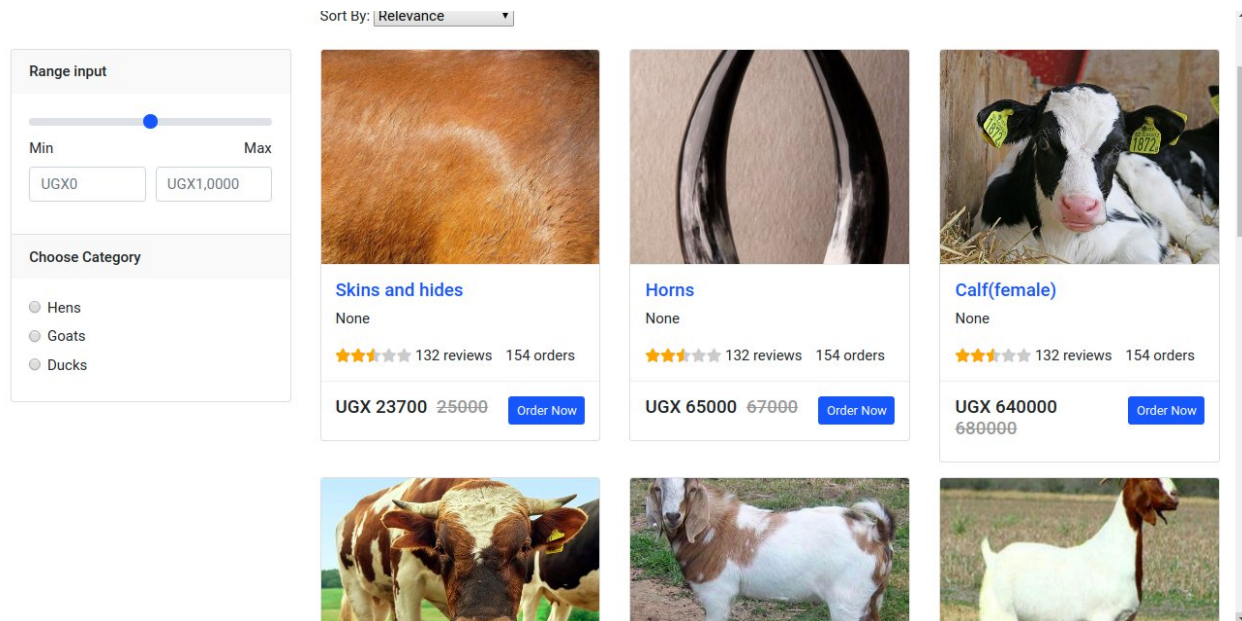 Sort By: Relevance
Range input
Min Max
UGX0 UGX1,0000
Choose Category
Hens
Goats
Ducks
Skins and hides
None
132 reviews 154 orders
UGX 23700 25000 Order Now
Horns
None
132 reviews 154 orders
UGX 65000 67000 Order Now
1872
1872
Calf(female)
None
132 reviews 154 orders
UGX 640000 Order Now
680000